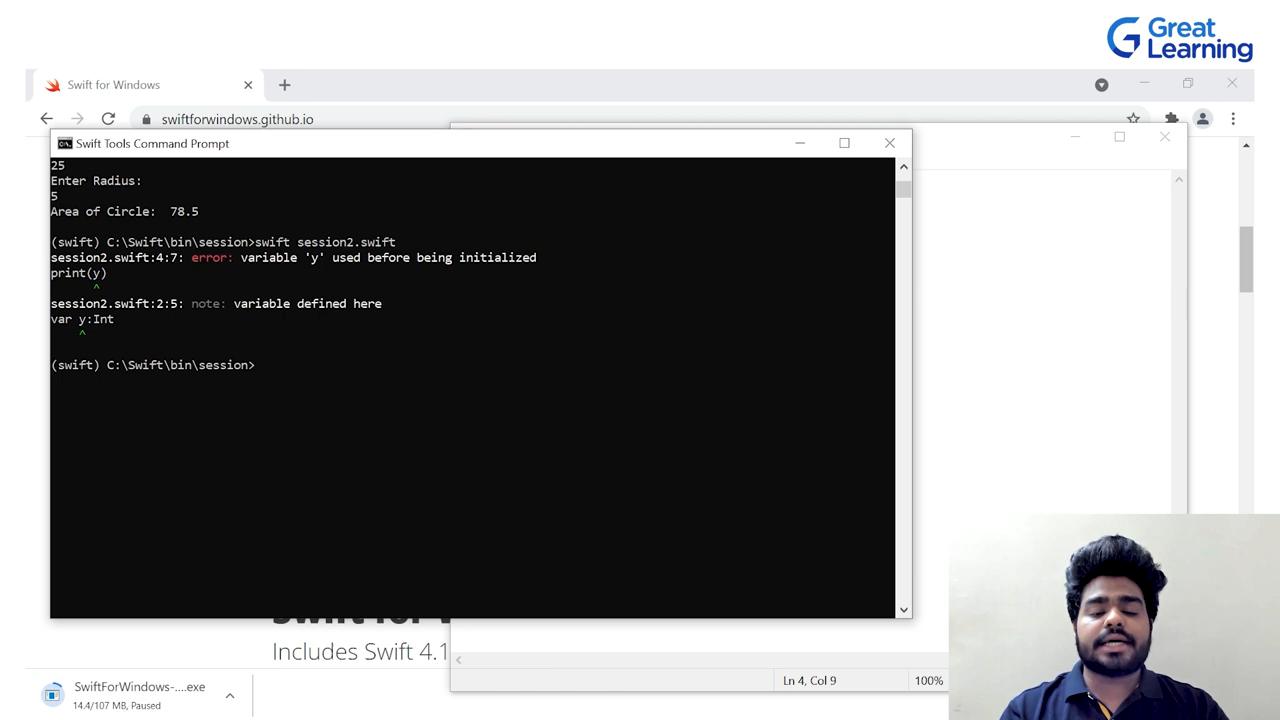 Great
Learning
Swift for Windows
swiftforwindows.github.io
Swift Tools Command Prompt
25
Enter Radius:
5
Area of Circle:  78.5
(swift) C:\Swift\bin\session>swift session2.swift
session2.swift:4:7: error: variable 'y' used before being initialized
print(y)
^
session2.swift:2:5: note: variable defined here
var y:Int
^
(swift) C:\Swift\bin\session>
Includes Swift 4.1
SwiftForWindows-....exe
14.4/107 MB, Paused
Ln 4, Col 9
100%